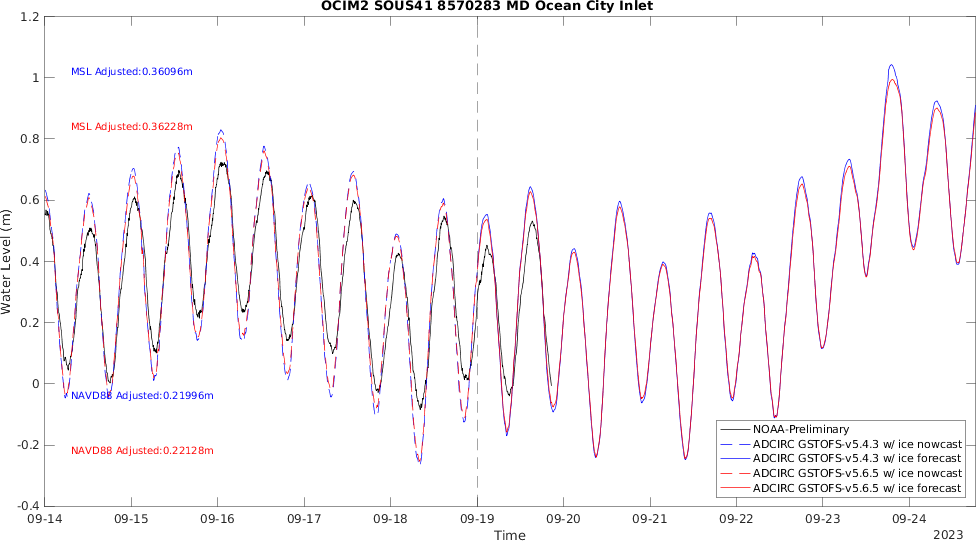 OCIM2 SOUS41 8570283 MD Ocean City Inlet
1.2
1
0.8
0.6
0.4
0.2
0
-0.2
-0.4
Water Level (m)
MSL Adjusted:0.36096m
MSL Adjusted:0.36228m
NAVD88 Adjusted:0.21996m
NAVD88 Adjusted:0.22128m
NOAA-Preliminary
ADCIRC GSTOFS-v5.4.3 w/ ice nowcast
ADCIRC GSTOFS-v5.4.3 w/ ice forecast
ADCIRC GSTOFS-v5.6.5 w/ ice nowcast
ADCIRC GSTOFS-v5.6.5 w/ ice forecast
09-14 09-15 09-16 09-17 09-18 09-19 09-20 09-21 09-22 09-23 09-24
Time
2023